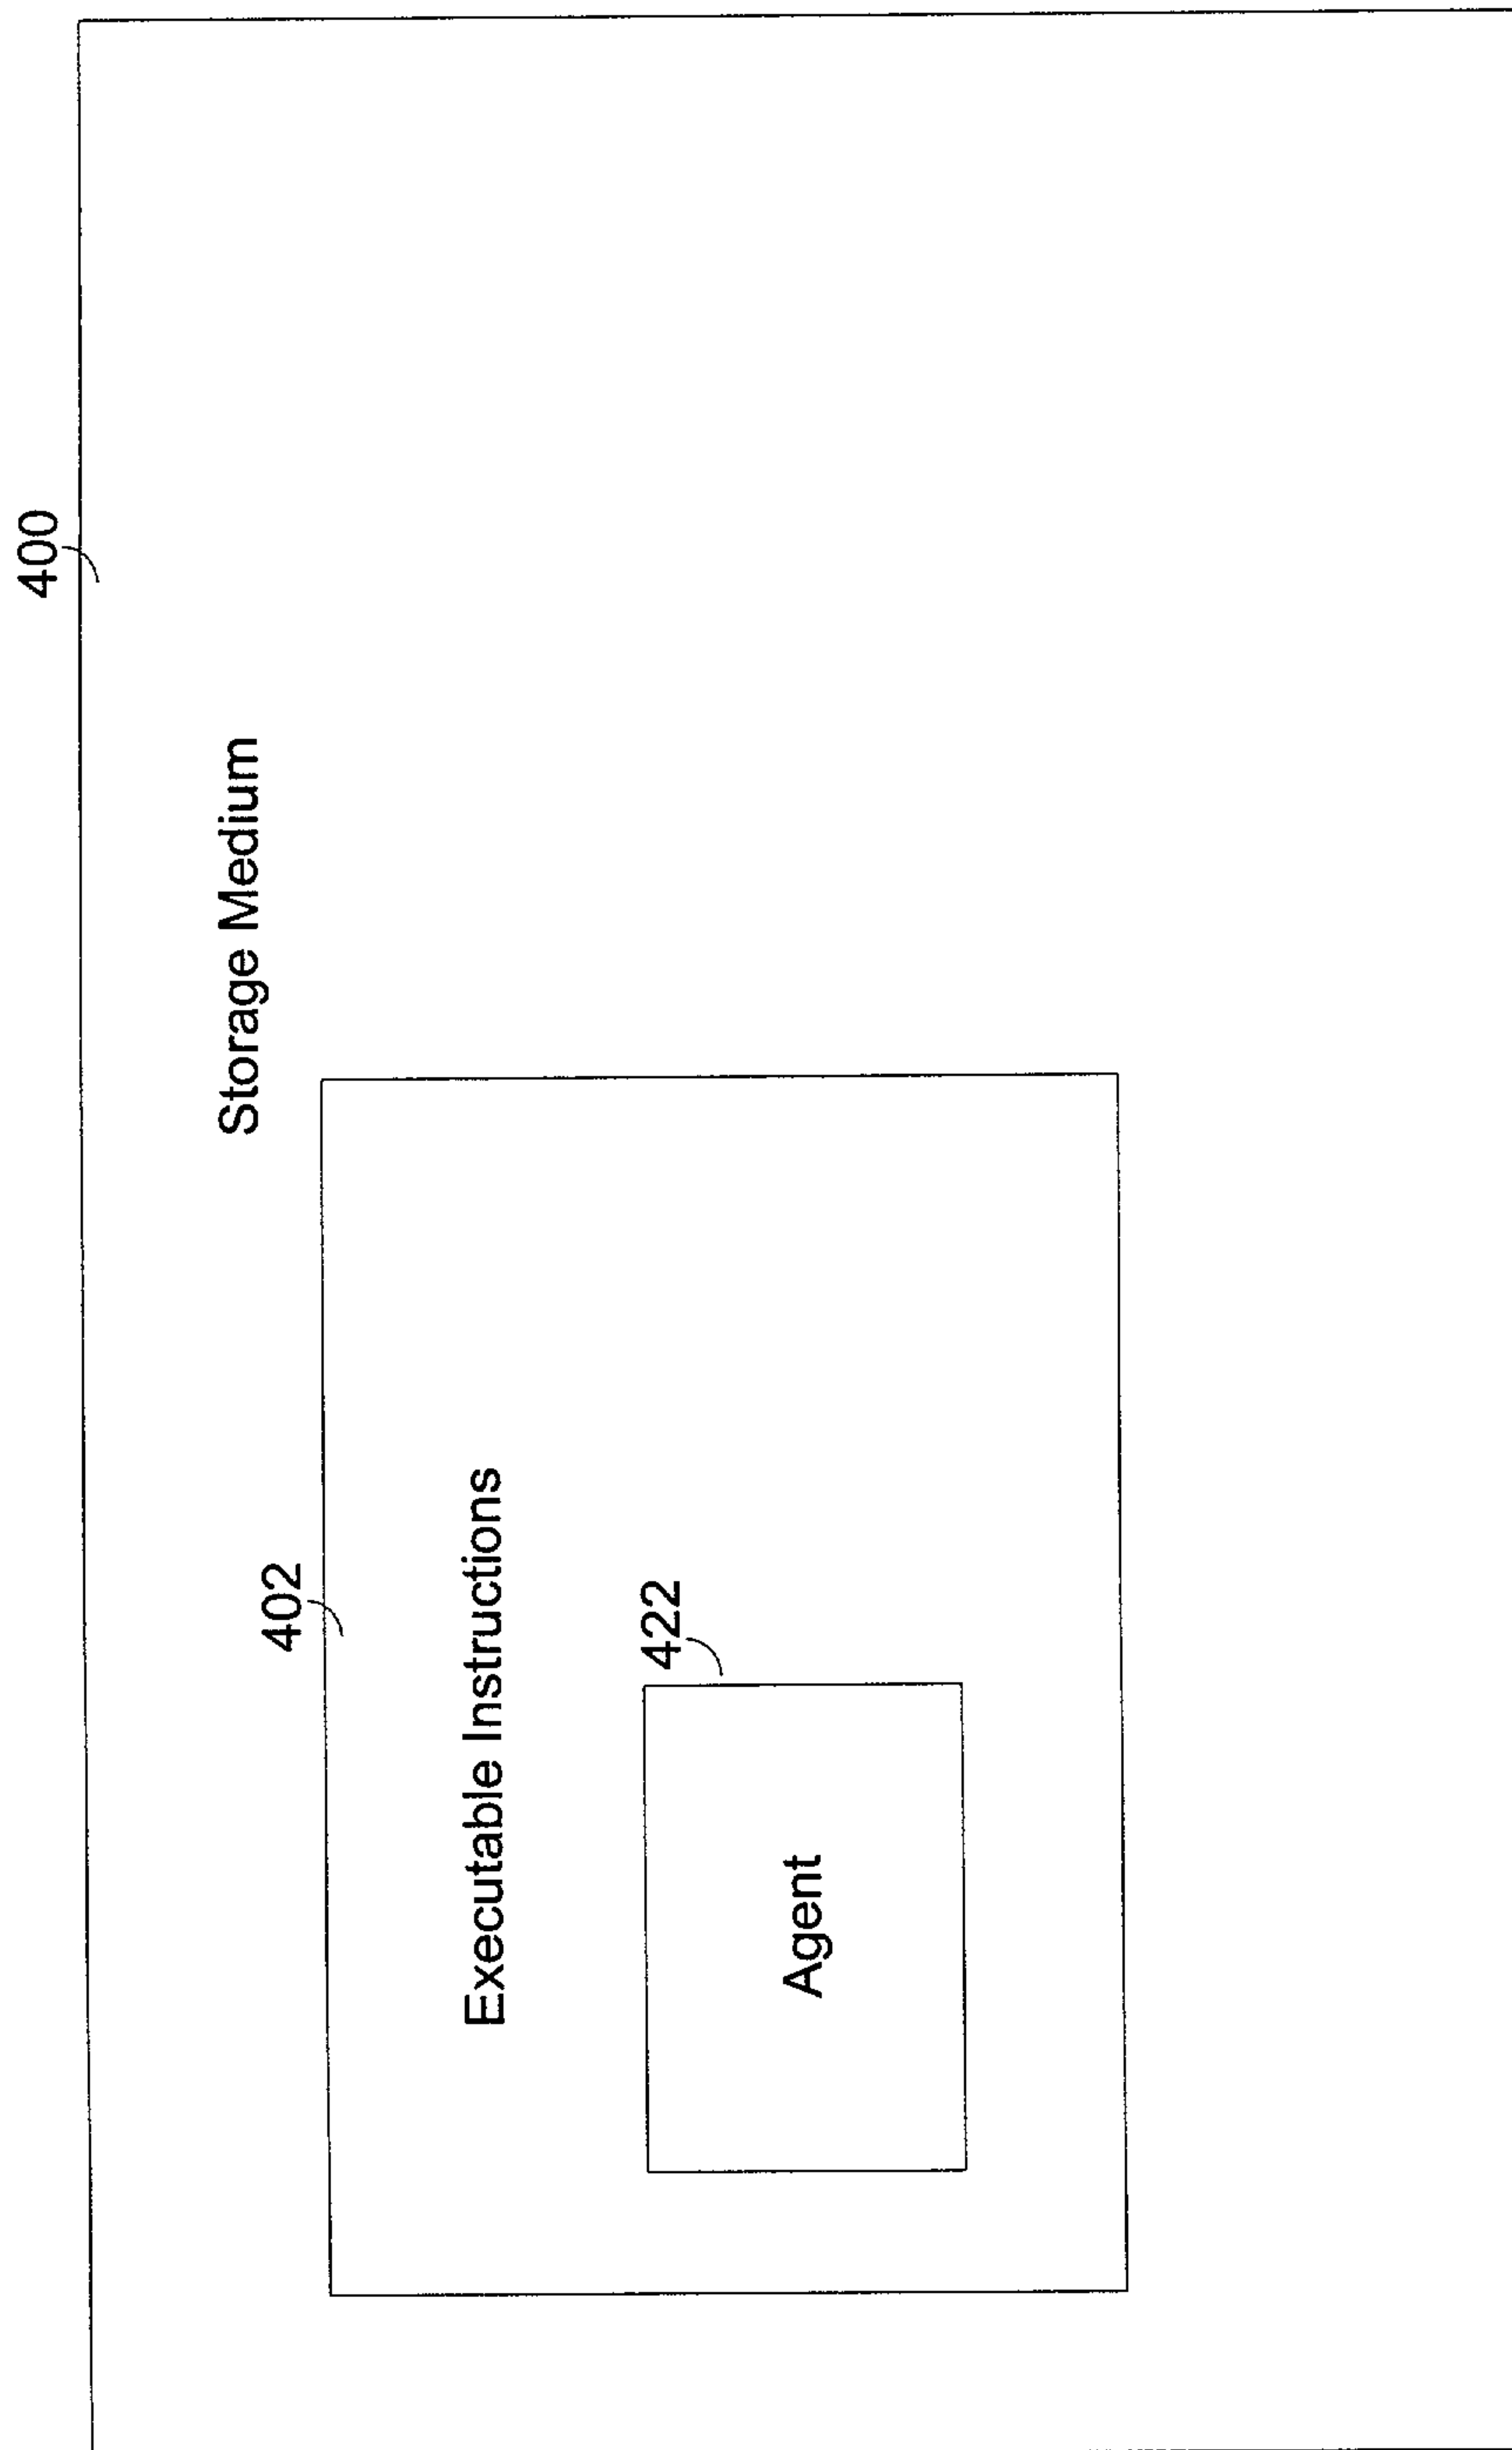 400
Storage Medium
402
Executable Instructions
422
Agent